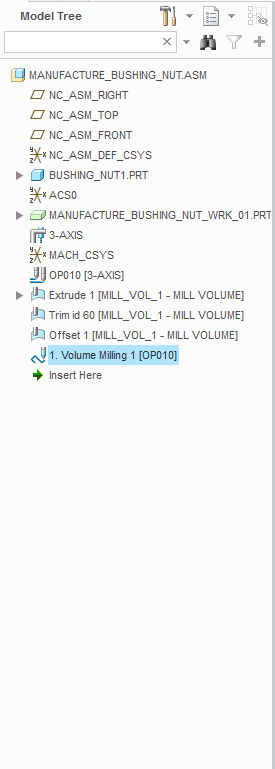 Model Tree
MANUFACTURE_BUSHING_NUT.ASM
NC_ASM_RIGHT
NC_ASM_TOP
NC_ASM_FRONT
NC_ASM_DEF_CSYS
BUSHING_NUT1.PRT
ACS0
MANUFACTURE_BUSHING_NUT_WRK_01.PRT
3-AXIS
MACH_CSYS
OP010 [3-AXIS]
Extrude 1 [MILL_VOL_1 - MILL VOLUME]
Trim id 60 [MILL_VOL_1 - MILL VOLUME]
Offset 1 [MILL_VOL_1 - MILL VOLUME]
1. Volume Milling 1 [OP010]
Insert Here